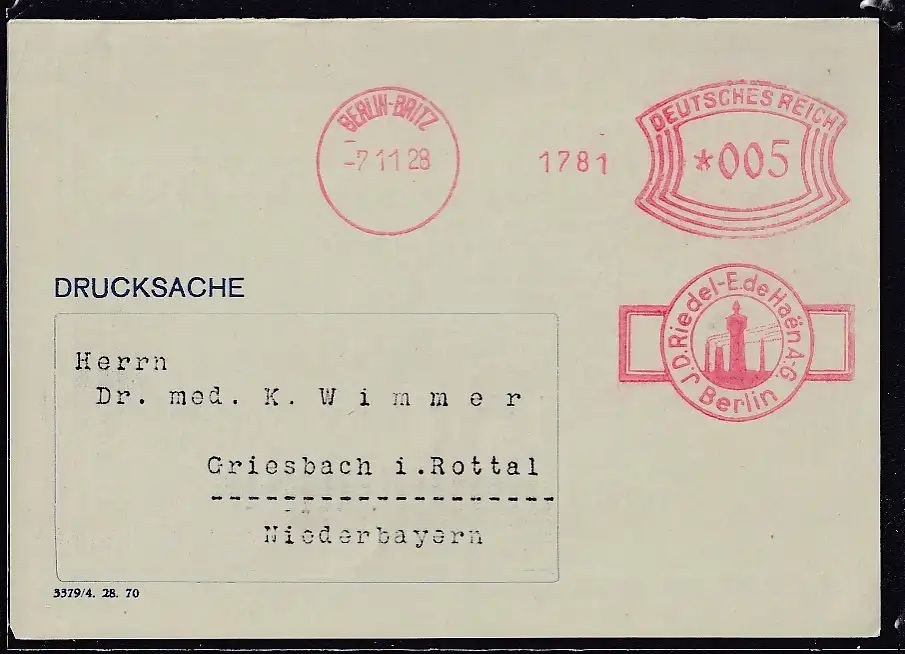 BERLIN-BRITZ
-7 11 28
1781
DEUTSCHES REICH
*005
J.D. Riedel-E.de Haën A-G.
Berlin
DRUCKSACHE
Herrn
Dr. med. K. Wimmer
Griesbach i.Rottal
Niederbayern
3379/4. 28. 70